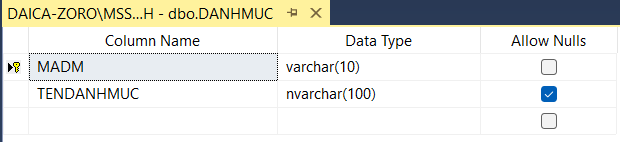 DAICA-ZORO\MSS...H - dbo.DANHMUC
Column Name Data Type Allow Nulls
MADM varchar(10)
TENDANHMUC nvarchar(100)